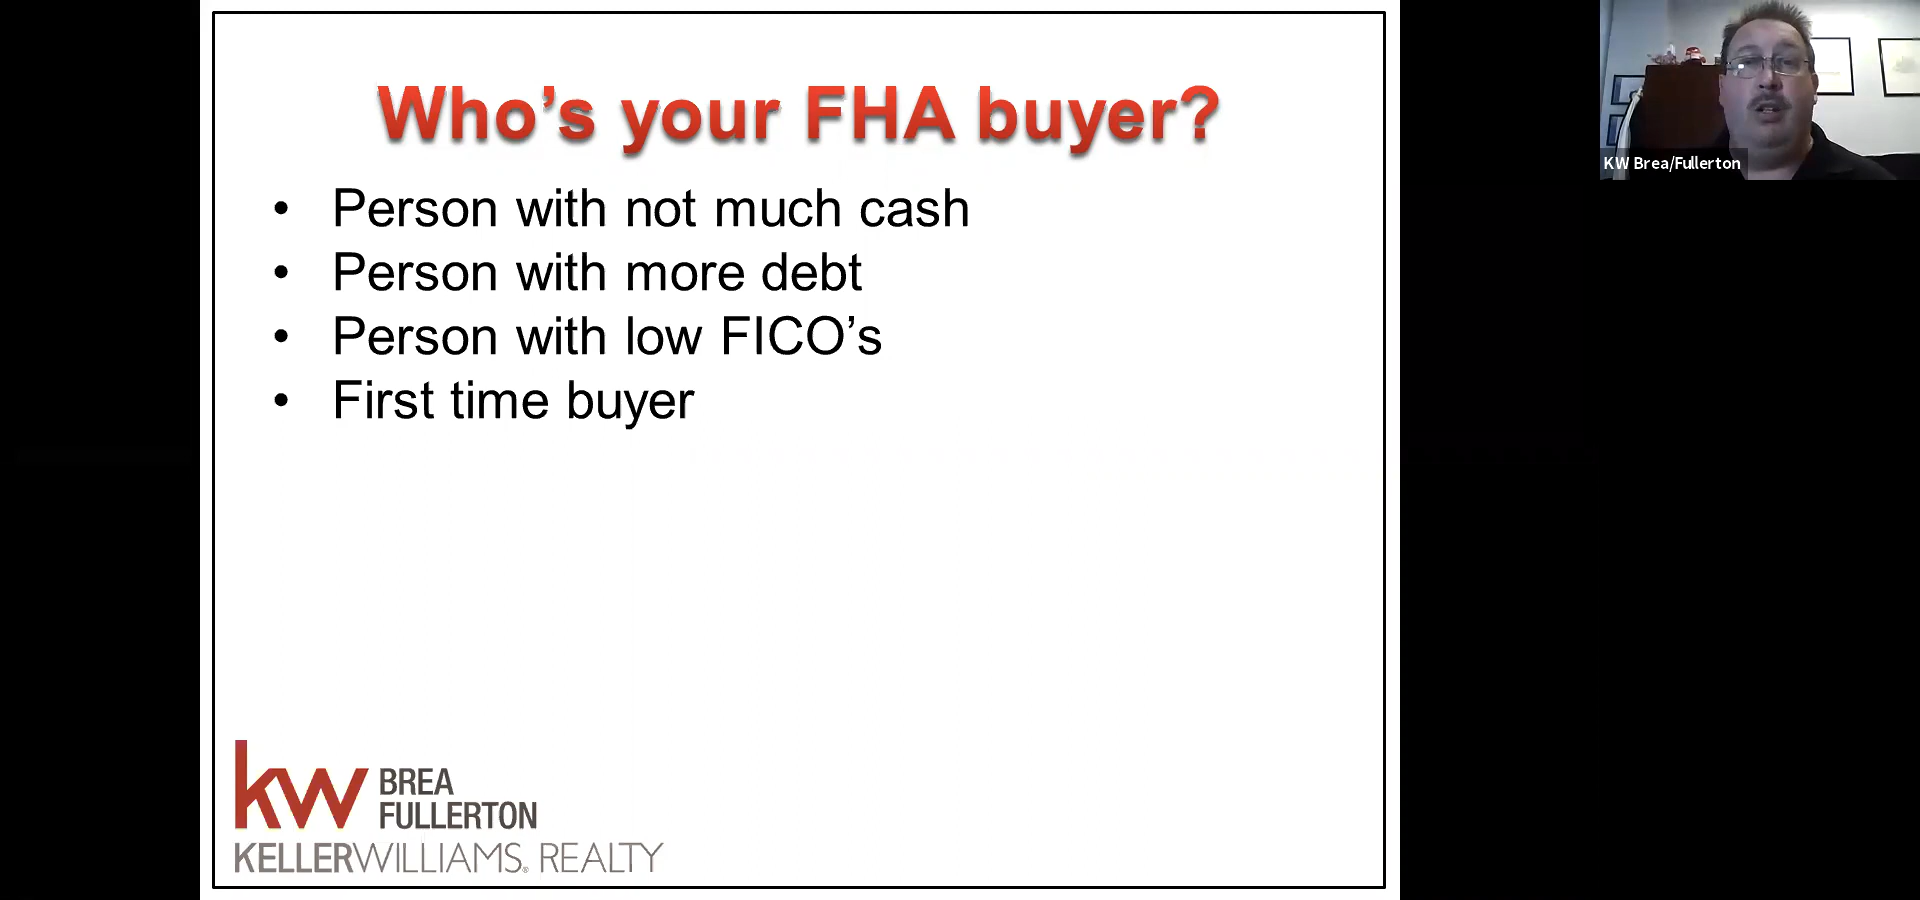 Who’s your FHA buyer?
• Person with not much cash
• Person with more debt
• Person with low FICO’s
• First time buyer
kw BREA
FULLERTON
KELLERWILLIAMS® REALTY
KW Brea/Fullerton